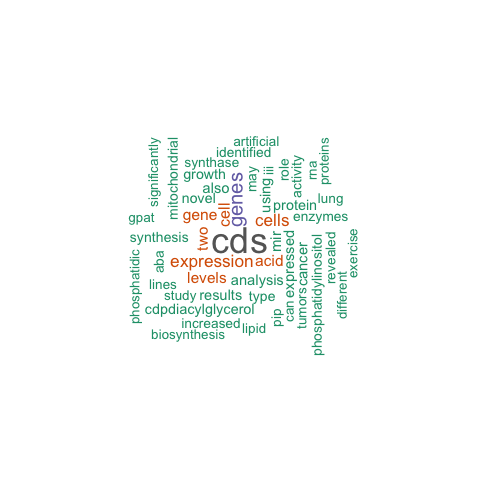 artificial
identified
synthase
growth
also
novel
gene
gpat
synthesis
two
cds
expression
acid
levels
analysis
lines
study
results
type
cdpdiacylglycerol
increased
lipid
biosynthesis
cells
protein
lung
enzymes
significantly
mitochondrial
cell
genes
may
using
iii
role
activity
rna
proteins
mir
aba
phosphatidic
pip
can
expressed
tumors
cancer
phosphatidylinositol
revealed
different
exercise